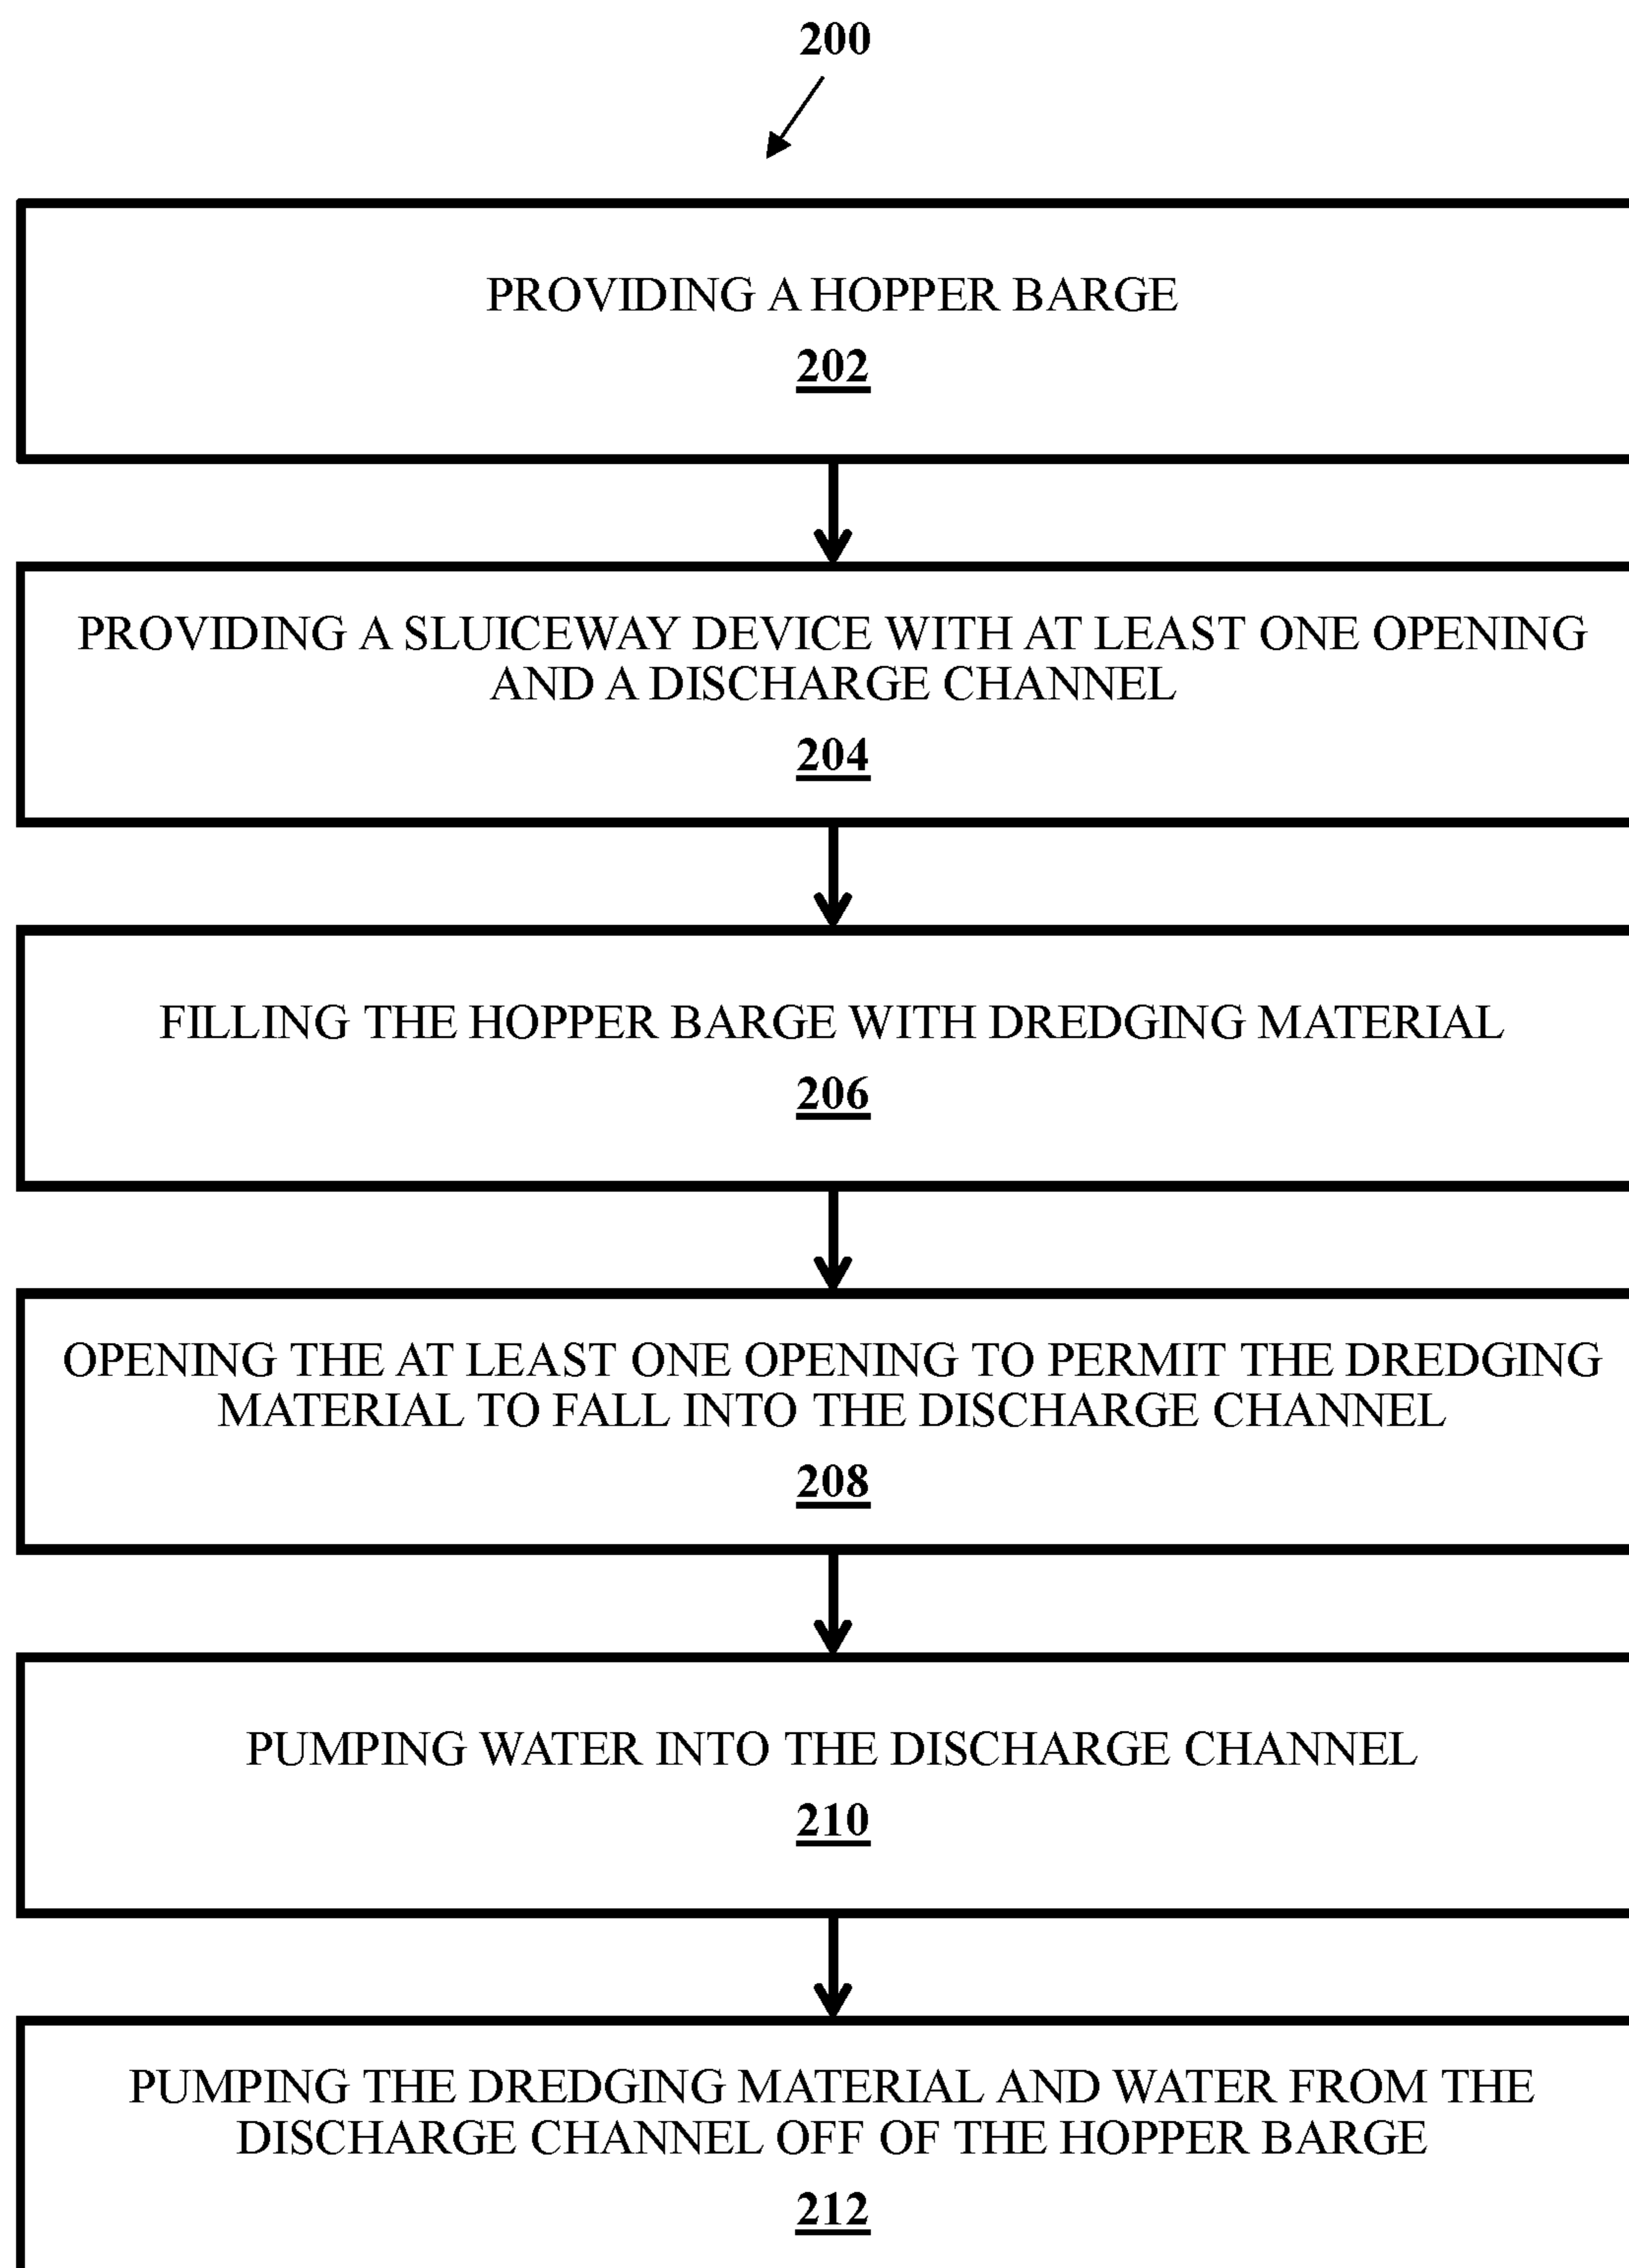 200
PROVIDING A HOPPER BARGE
202
PROVIDING A SLUICEWAY DEVICE WITH AT LEAST ONE OPENING
AND A DISCHARGE CHANNEL
204
FILLING THE HOPPER BARGE WITH DREDGING MATERIAL
206
OPENING THE AT LEAST ONE OPENING TO PERMIT THE DREDGING
MATERIAL TO FALL INTO THE DISCHARGE CHANNEL
208
PUMPING WATER INTO THE DISCHARGE CHANNEL
210
PUMPING THE DREDGING MATERIAL AND WATER FROM THE
DISCHARGE CHANNEL OFF OF THE HOPPER BARGE
212